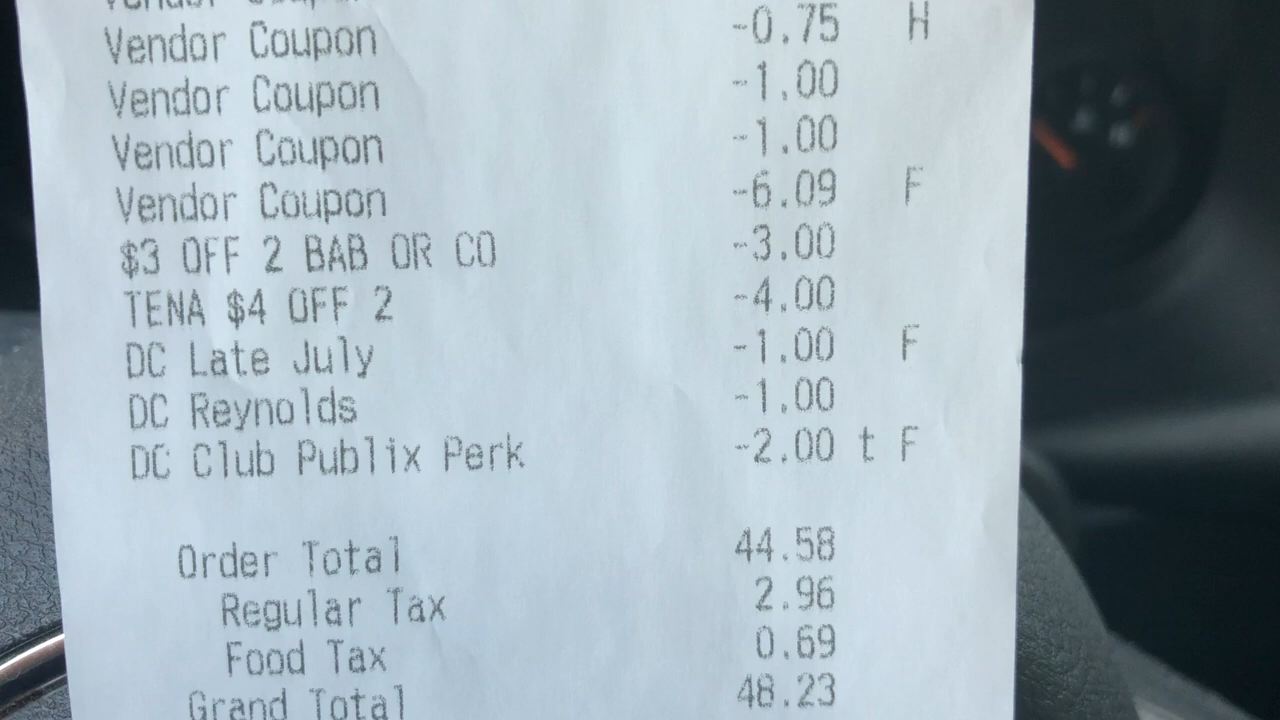 Vendor Coupon
Vendor Coupon -0.75 H
Vendor Coupon -1.00
Vendor Coupon -1.00
Vendor Coupon -6.09 F
$3 OFF 2 BAB OR CO -3.00
TENA $4 OFF 2 -4.00
DC Late July -1.00 F
DC Reynolds -1.00
DC Club Publix Perk -2.00 t F
Order Total 44.58
Regular Tax 2.96
Food Tax 0.69
Grand Total 48.23